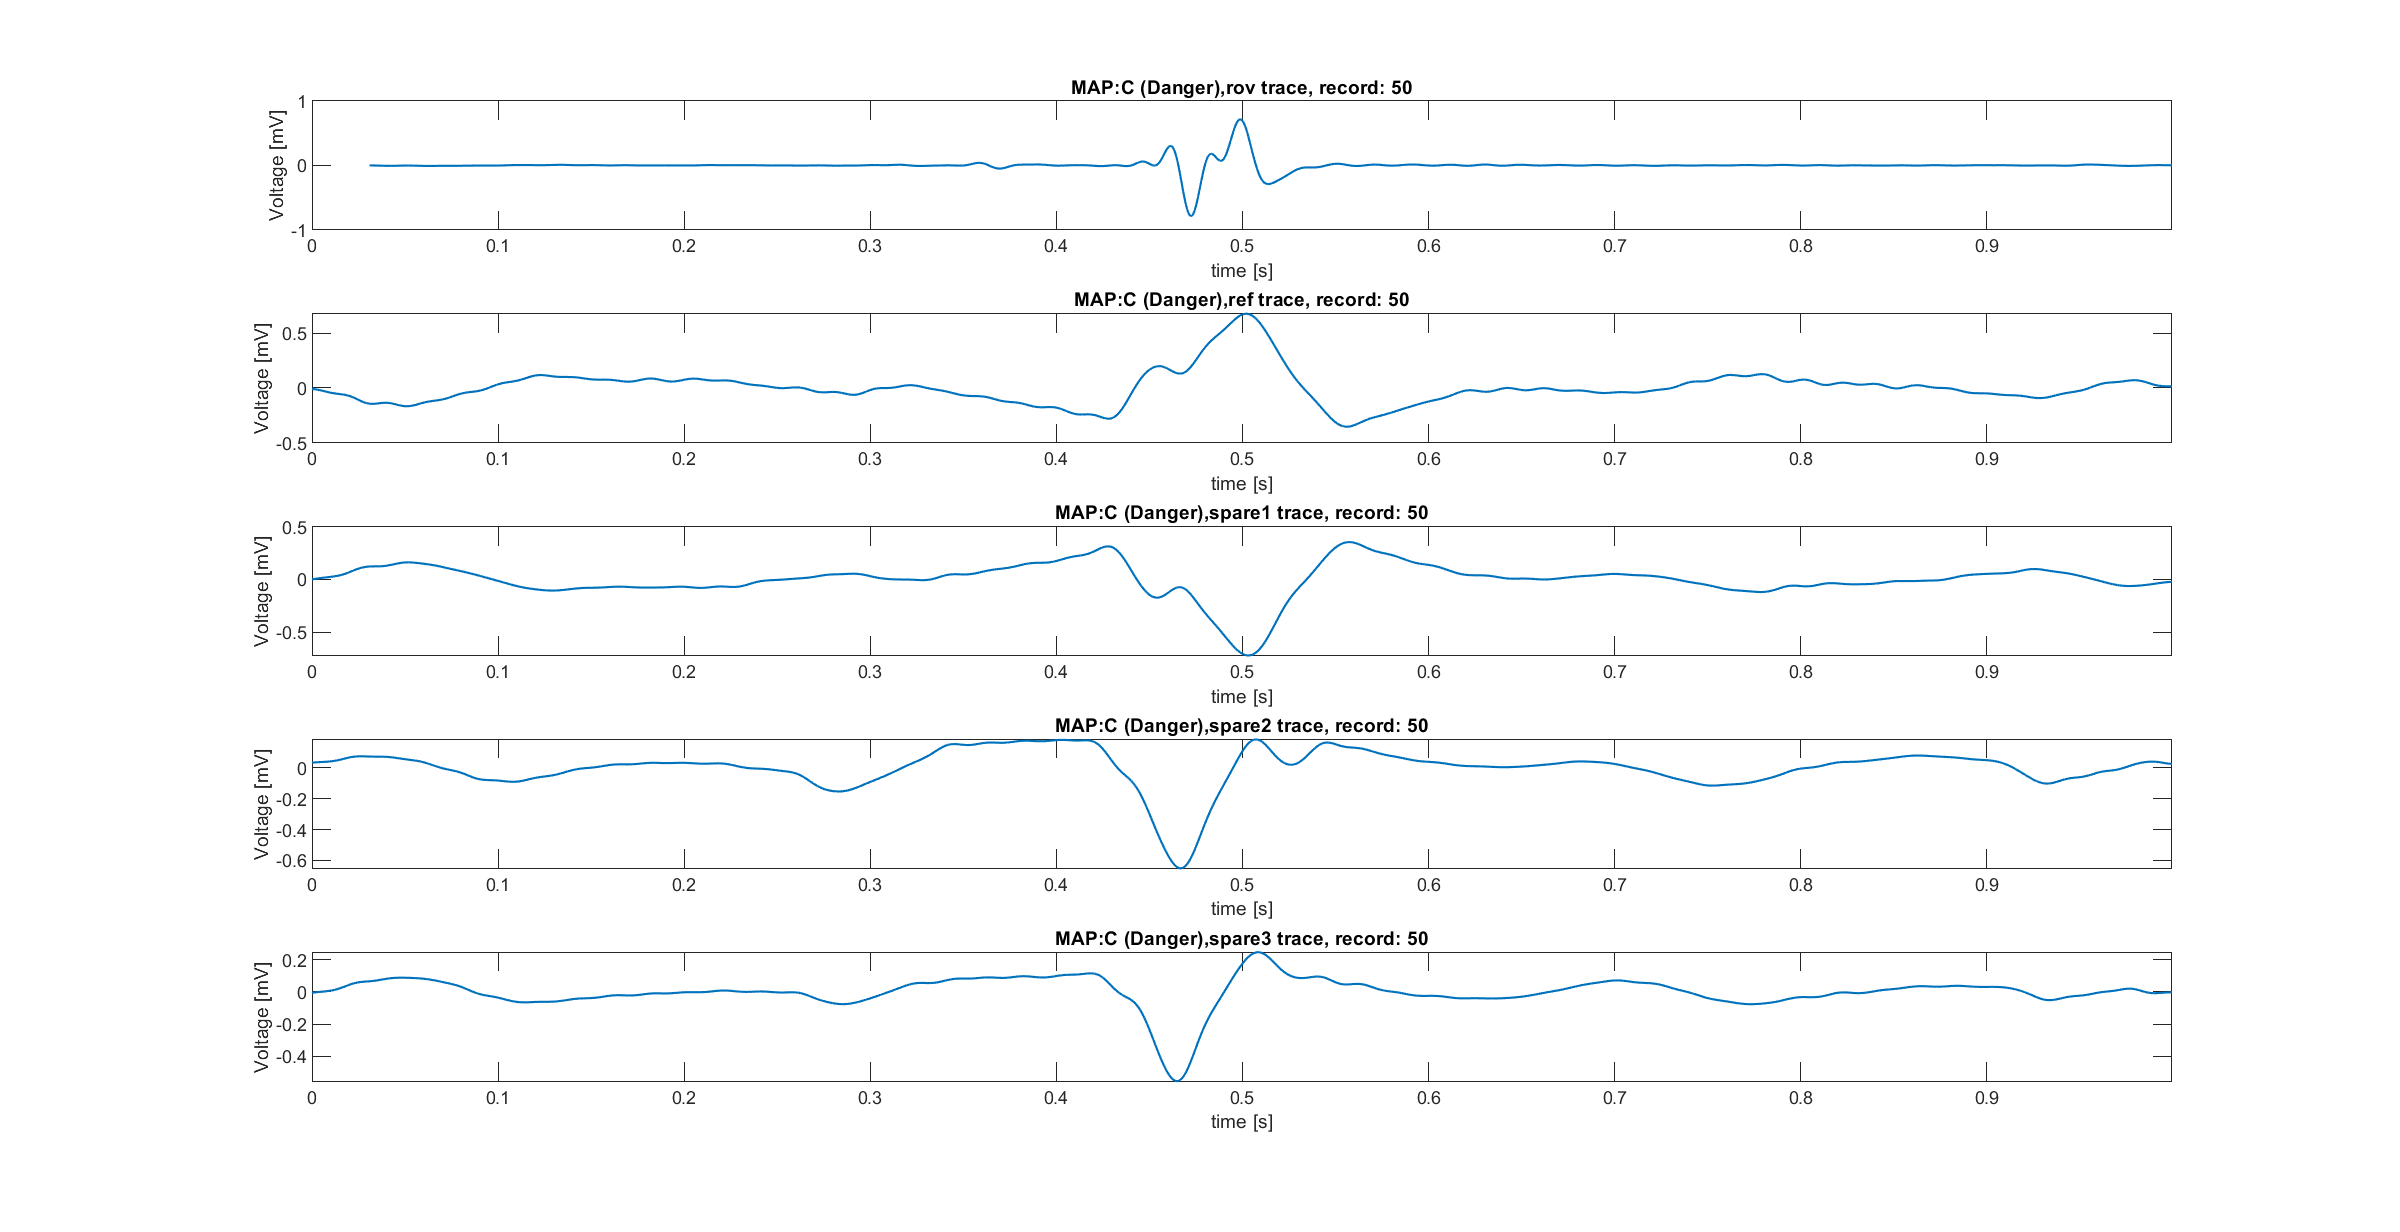 MAP:C (Danger),rov trace, record: 50
Voltage [mV]
1
0
-1
0 0.1 0.2 0.3 0.4 0.5 0.6 0.7 0.8 0.9
time [s]
MAP:C (Danger),ref trace, record: 50
Voltage [mV]
0.5
0
-0.5
0 0.1 0.2 0.3 0.4 0.5 0.6 0.7 0.8 0.9
time [s]
MAP:C (Danger),spare1 trace, record: 50
Voltage [mV]
0.5
0
-0.5
0 0.1 0.2 0.3 0.4 0.5 0.6 0.7 0.8 0.9
time [s]
MAP:C (Danger),spare2 trace, record: 50
Voltage [mV]
0
-0.2
-0.4
-0.6
0 0.1 0.2 0.3 0.4 0.5 0.6 0.7 0.8 0.9
time [s]
MAP:C (Danger),spare3 trace, record: 50
Voltage [mV]
0.2
0
-0.2
-0.4
0 0.1 0.2 0.3 0.4 0.5 0.6 0.7 0.8 0.9
time [s]